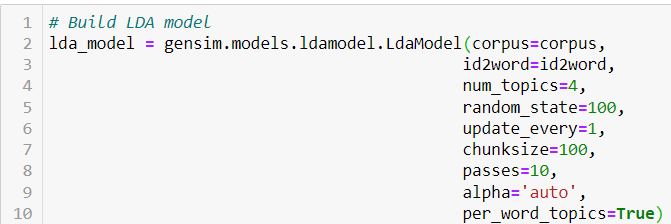 1 # Build LDA model
2 lda_model = gensim.models.ldamodel.LdaModel(corpus=corpus,
3                                             id2word=id2word,
4                                             num_topics=4,
5                                             random_state=100,
6                                             update_every=1,
7                                             chunksize=100,
8                                             passes=10,
9                                             alpha='auto',
10                                            per_word_topics=True)